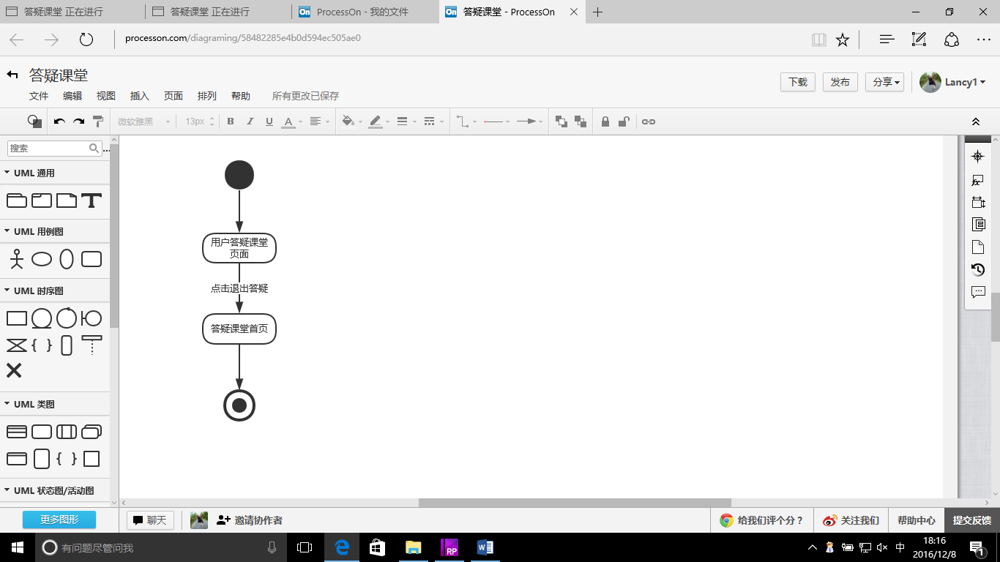 答疑课堂 正在进行
答疑课堂 正在进行
ProcessOn - 我的文件
答疑课堂 - ProcessOn
processon.com/diagraming/58482285e4b0d594ec505ae0
答疑课堂
文件 编辑 视图 插入 页面 排列 帮助 所有更改已保存
下载 发布 分享 Lancy1
微软雅黑 13px B I U A
搜索 ...
UML 通用
UML 用例图
UML 时序图
UML 类图
UML 状态图/活动图
更多图形
用户答疑课堂
页面
点击退出答疑
答疑课堂首页
聊天 邀请协作者 给我们评个分？ 关注我们 帮助中心 提交反馈
有问题尽管问我
RP
中
18:16
2016/12/8
1